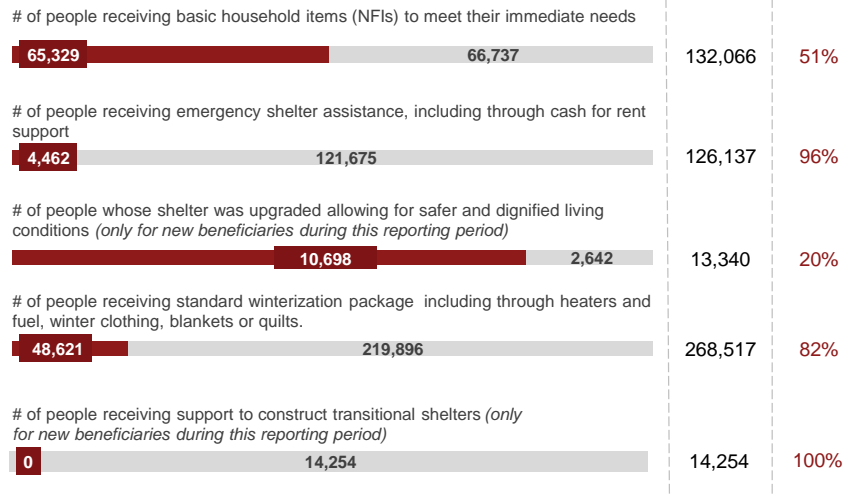 # of people receiving basic household items (NFIs) to meet their immediate needs
65,329 66,737 132,066 51%
# of people receiving emergency shelter assistance, including through cash for rent
support
4,462 121,675 126,137 96%
# of people whose shelter was upgraded allowing for safer and dignified living
conditions (only for new beneficiaries during this reporting period)
10,698 2,642 13,340 20%
# of people receiving standard winterization package including through heaters and
fuel, winter clothing, blankets or quilts.
48,621 219,896 268,517 82%
# of people receiving support to construct transitional shelters (only
for new beneficiaries during this reporting period)
0 14,254 14,254 100%